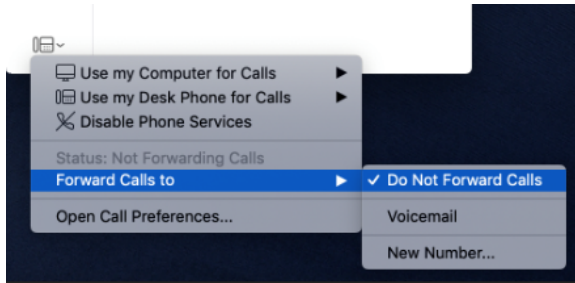 Use my Computer for Calls
Use my Desk Phone for Calls
Disable Phone Services
Status: Not Forwarding Calls
Forward Calls to
Do Not Forward Calls
Open Call Preferences...
Voicemail
New Number...